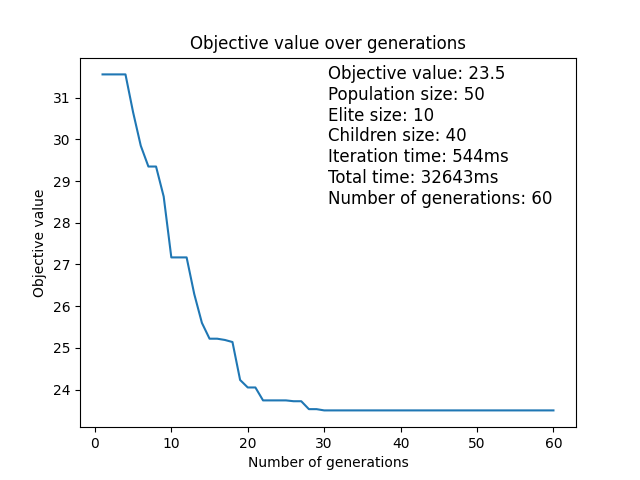 Objective value over generations
Objective value: 23.5
Population size: 50
Elite size: 10
Children size: 40
Iteration time: 544ms
Total time: 32643ms
Number of generations: 60
Objective value
31
30
29
28
27
26
25
24
0 10 20 30 40 50 60
Number of generations